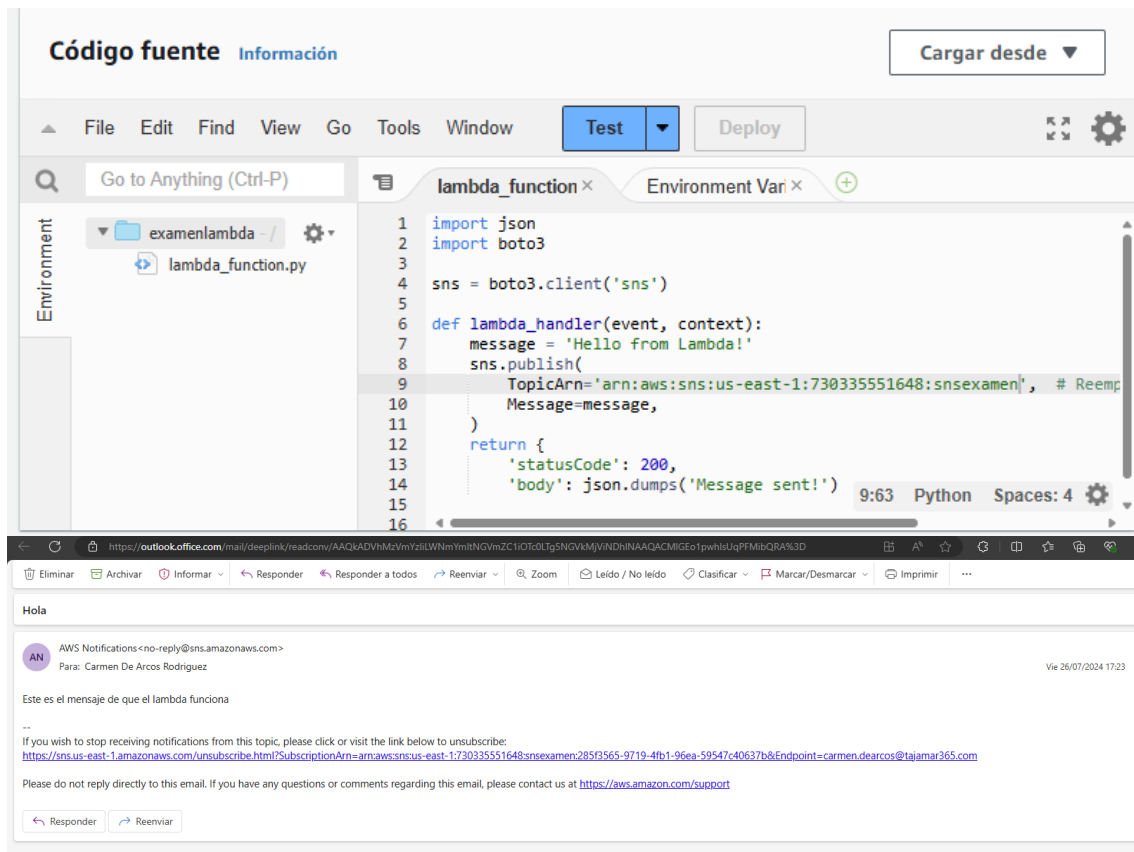 Código fuente Información
Cargar desde ▼
File Edit Find View Go Tools Window Test Deploy
Go to Anything (Ctrl-P)
lambda_function × Environment Vari ×
Environment
examenlambda - /
lambda_function.py
1 import json
2 import boto3
3
4 sns = boto3.client('sns')
5
6 def lambda_handler(event, context):
7     message = 'Hello from Lambda!'
8     sns.publish(
9         TopicArn='arn:aws:sns:us-east-1:730335551648:snsexamen',  # Reemp
10         Message=message,
11     )
12     return {
13         'statusCode': 200,
14         'body': json.dumps('Message sent!')
15
16
9:63 Python Spaces: 4
https://outlook.office.com/mail/deeplink/readconv/AAQkADVhMzVmYzliLWNmYmItNGVmZC1iOTc0LTg5NGVkMjViNDhlNAAQACMIGEo1pwhIsUqPFMibQRA%3D
Eliminar Archivar Informar Responder Responder a todos Reenviar Zoom Leído / No leído Clasificar Marcar/Desmarcar Imprimir ...
Hola
AN
AWS Notifications<no-reply@sns.amazonaws.com>
Para: Carmen De Arcos Rodriguez
Vie 26/07/2024 17:23
Este es el mensaje de que el lambda funciona
--
If you wish to stop receiving notifications from this topic, please click or visit the link below to unsubscribe:
https://sns.us-east-1.amazonaws.com/unsubscribe.html?SubscriptionArn=arn:aws:sns:us-east-1:730335551648:snsexamen:285f3565-9719-4fb1-96ea-59547c40637b&Endpoint=carmen.dearcos@tajamar365.com
Please do not reply directly to this email. If you have any questions or comments regarding this email, please contact us at https://aws.amazon.com/support
Responder Reenviar